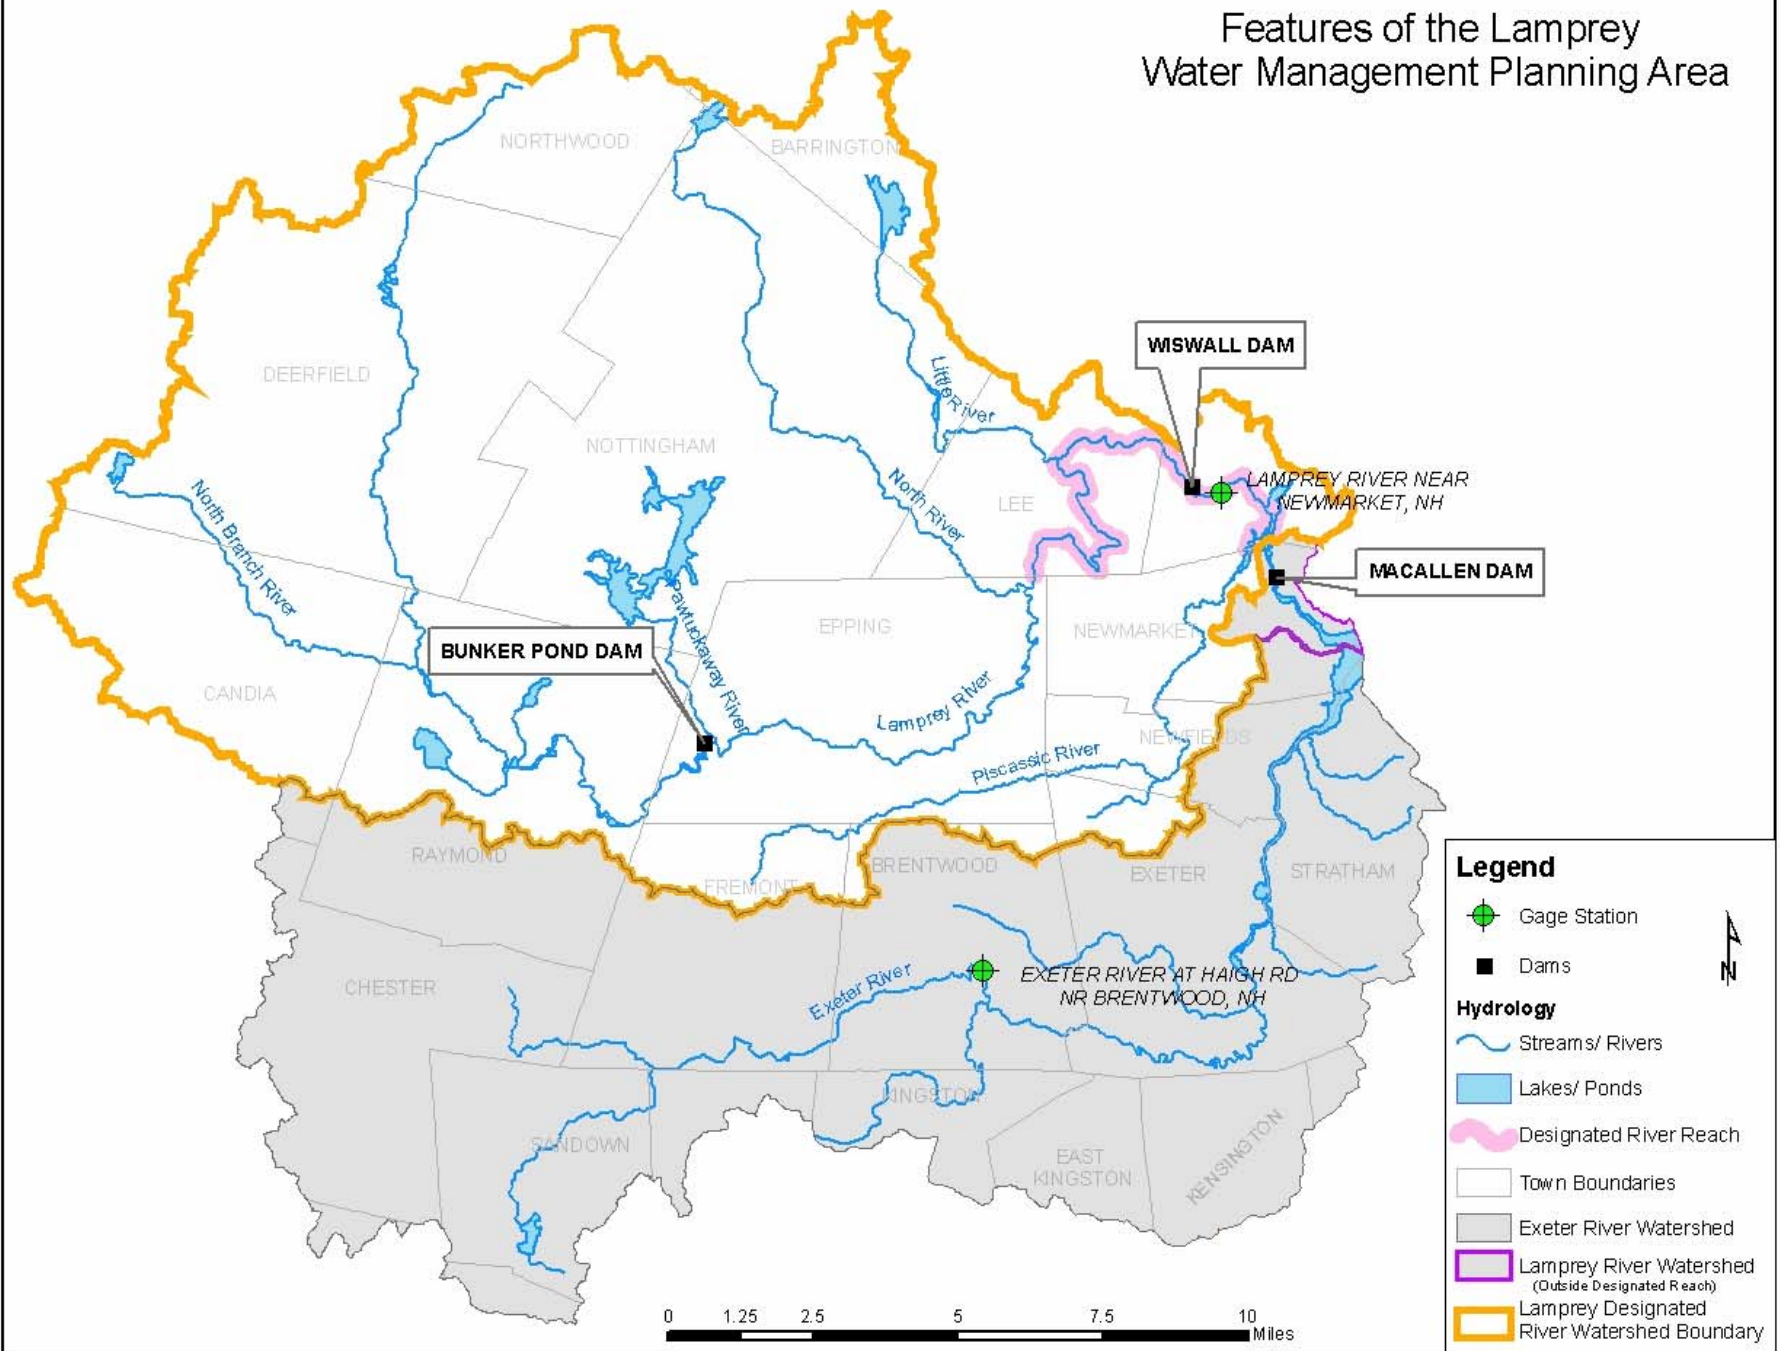 Features of the Lamprey
Water Management Planning Area
NORTHWOOD
BARRINGTON
WISWALL DAM
DEERFIELD
Little River
NOTTINGHAM
LAMPREY RIVER NEAR
NEWMARKET, NH
North Branch River
North River
LEE
MACALLEN DAM
Pawtuckaway River
EPPING
NEWMARKET
BUNKER POND DAM
CANDIA
Lamprey River
NEWFIELDS
Piscassic River
RAYMOND
FREMONT
BRENTWOOD
EXETER
STRATHAM
CHESTER
Exeter River
EXETER RIVER AT HAIGH RD
NR BRENTWOOD, NH
KINGSTON
SANDOWN
EAST
KINGSTON
KENSINGTON
Legend
Gage Station
Dams
N
Hydrology
Streams/ Rivers
Lakes/ Ponds
Designated River Reach
Town Boundaries
Exeter River Watershed
Lamprey River Watershed
(Outside Designated Reach)
Lamprey Designated
River Watershed Boundary
0 1.25 2.5 5 7.5 10
Miles